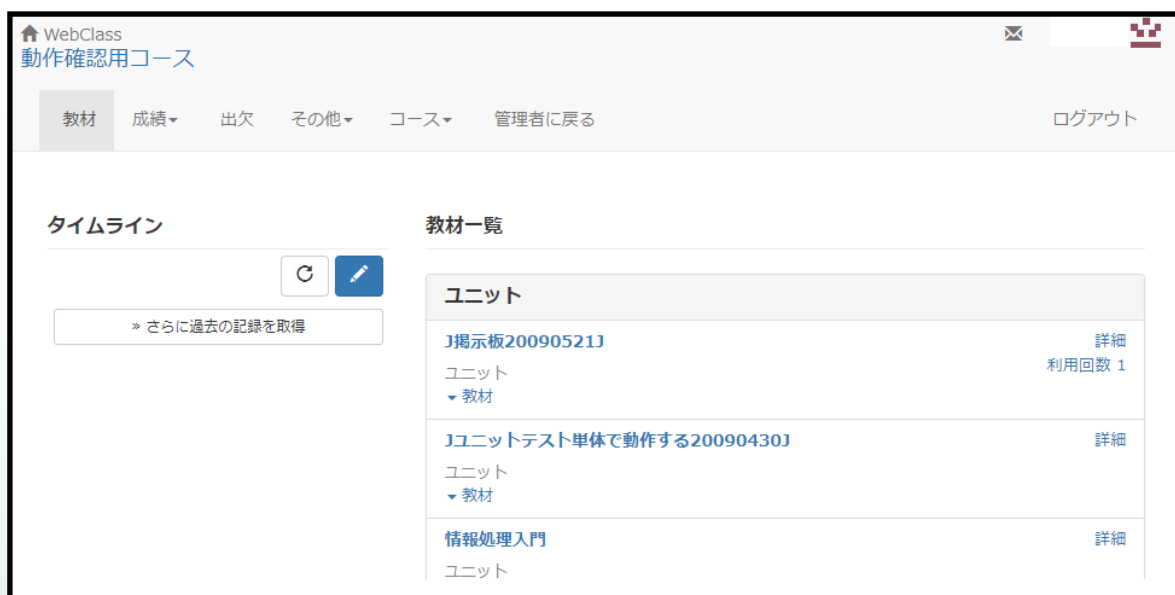 WebClass
動作確認用コース
教材 成績 出欠 その他 コース 管理者に戻る ログアウト
タイムライン
» さらに過去の記録を取得
教材一覧
ユニット
J掲示板20090521J 詳細
利用回数 1
ユニット
教材
Jユニットテスト単体で動作する20090430J 詳細
ユニット
教材
情報処理入門 詳細
ユニット